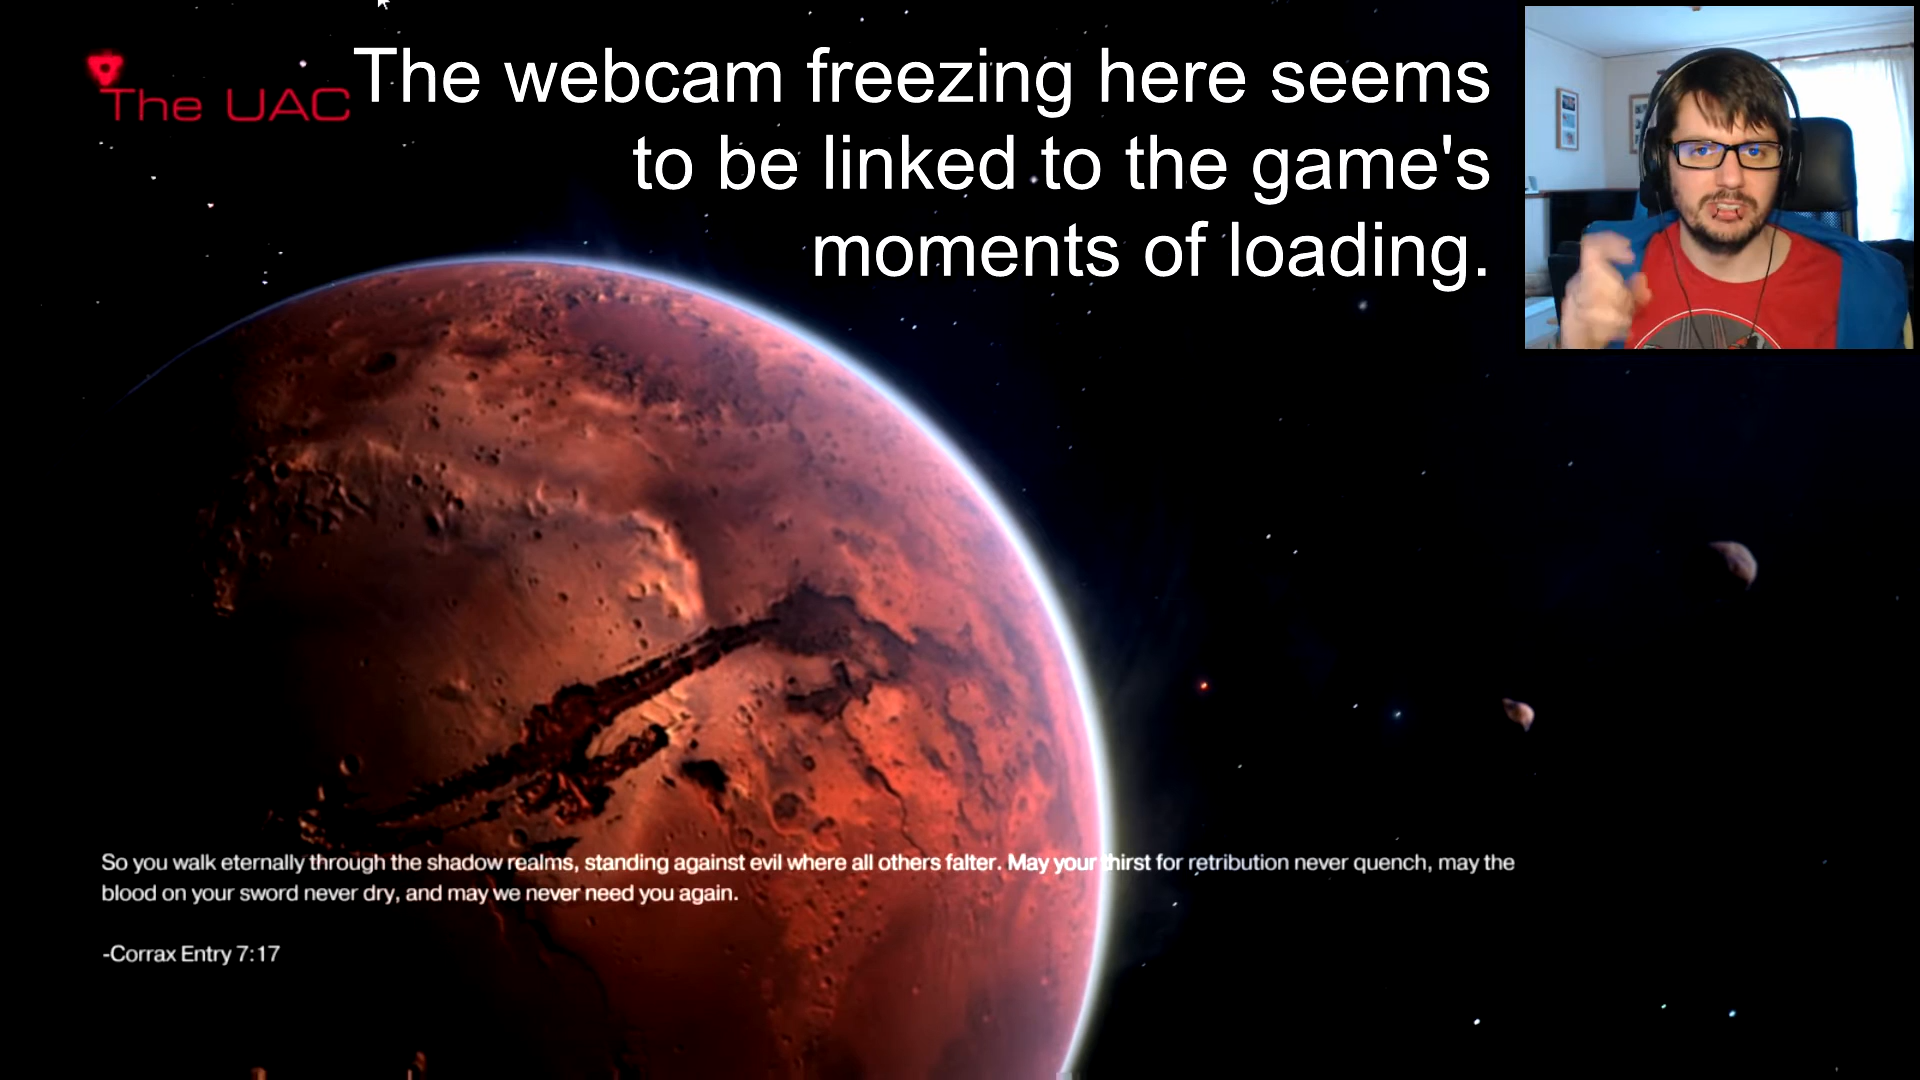 The UAC
The webcam freezing here seems
to be linked to the game's
moments of loading.
So you walk eternally through the shadow realms, standing against evil where all others falter. May your thirst for retribution never quench, may the
blood on your sword never dry, and may we never need you again.
-Corrax Entry 7:17